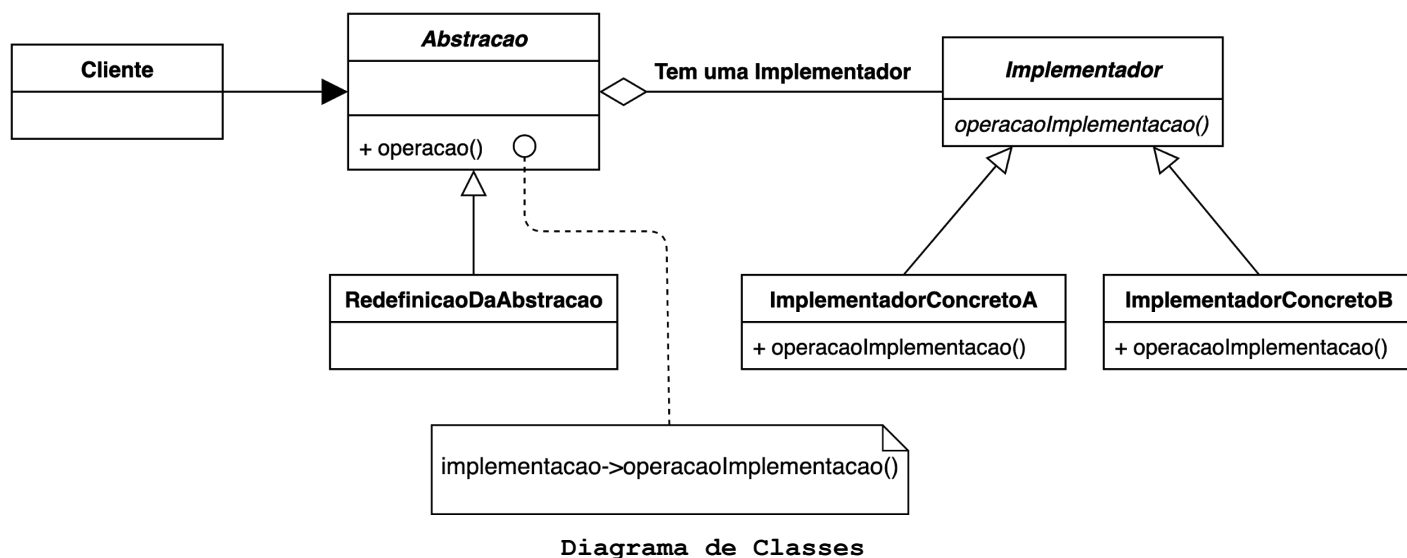 Cliente
Abstracao
+ operacao()
Tem uma Implementador
Implementador
operacaoImplementacao()
RedefinicaoDaAbstracao
ImplementadorConcretoA
+ operacaoImplementacao()
ImplementadorConcretoB
+ operacaoImplementacao()
implementacao->operacaoImplementacao()
Diagrama de Classes